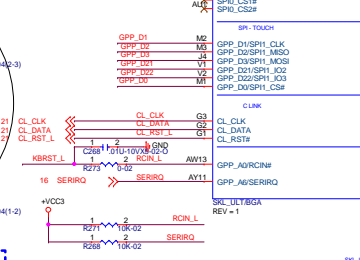 SPI0_CS1#
SPI0_CS2#
SPI - TOUCH
GPP_D1 M2 GPP_D1/SPI1_CLK
GPP_D2 M3 GPP_D2/SPI1_MISO
GPP_D3 J4 GPP_D3/SPI1_MOSI
GPP_D21 V1 GPP_D21/SPI1_IO2
GPP_D22 V2 GPP_D22/SPI1_IO3
GPP_D0 M1 GPP_D0/SPI1_CS#
C LINK
21 CL_CLK CL_CLK G3 CL_CLK
21 CL_DATA CL_DATA G2 CL_DATA
21 CL_RST_L CL_RST_L G1 CL_RST#
1 2 GND
C268 .01U-10VX5-02-O
KBRST_L 1 2 RCIN_L AW13 GPP_A0/RCIN#
R273 0-02
16 SERIRQ SERIRQ AY11 GPP_A6/SERIRQ
SKL_ULT/BGA
REV = 1
+VCC3
1 2 RCIN_L
R271 10K-02
1 2 SERIRQ
R268 10K-02